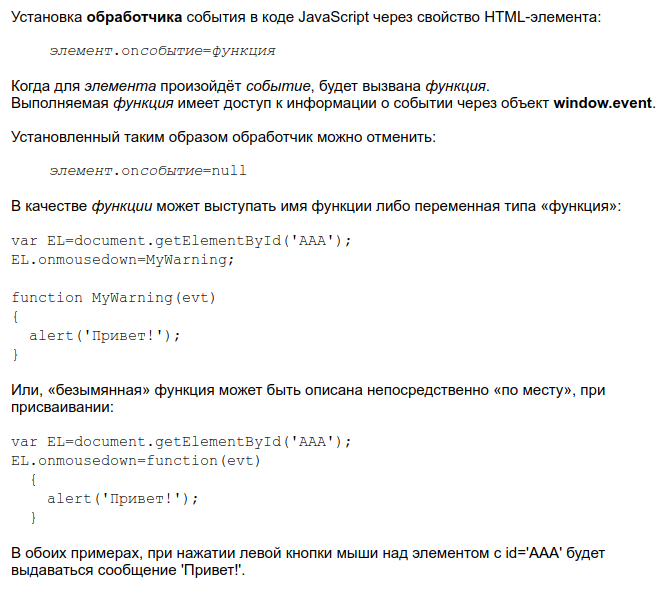 Установка обработчика события в коде JavaScript через свойство HTML-элемента:
элемент.onсобытие=функция
Когда для элемента произойдёт событие, будет вызвана функция.
Выполняемая функция имеет доступ к информации о событии через объект window.event.
Установленный таким образом обработчик можно отменить:
элемент.onсобытие=null
В качестве функции может выступать имя функции либо переменная типа «функция»:
var EL=document.getElementById('AAA');
EL.onmousedown=MyWarning;
function MyWarning(evt)
{
alert('Привет!');
}
Или, «безымянная» функция может быть описана непосредственно «по месту», при
присваивании:
var EL=document.getElementById('AAA');
EL.onmousedown=function(evt)
{
alert('Привет!');
}
В обоих примерах, при нажатии левой кнопки мыши над элементом с id='AAA' будет
выдаваться сообщение 'Привет!'.